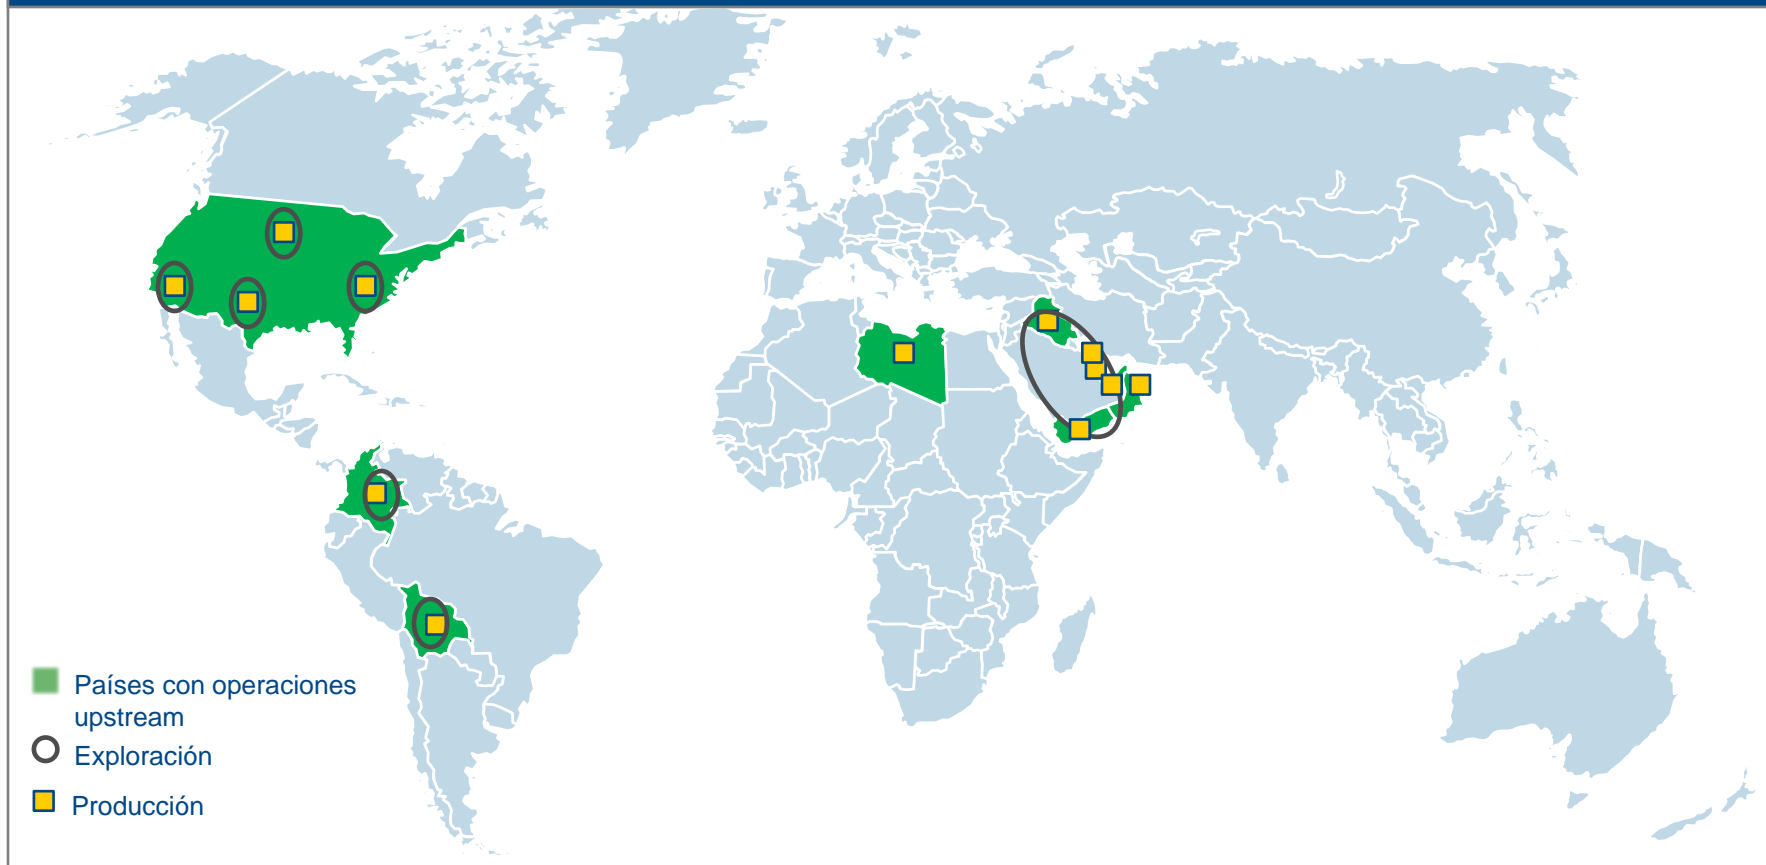 Países con operaciones
upstream
Exploración
Producción